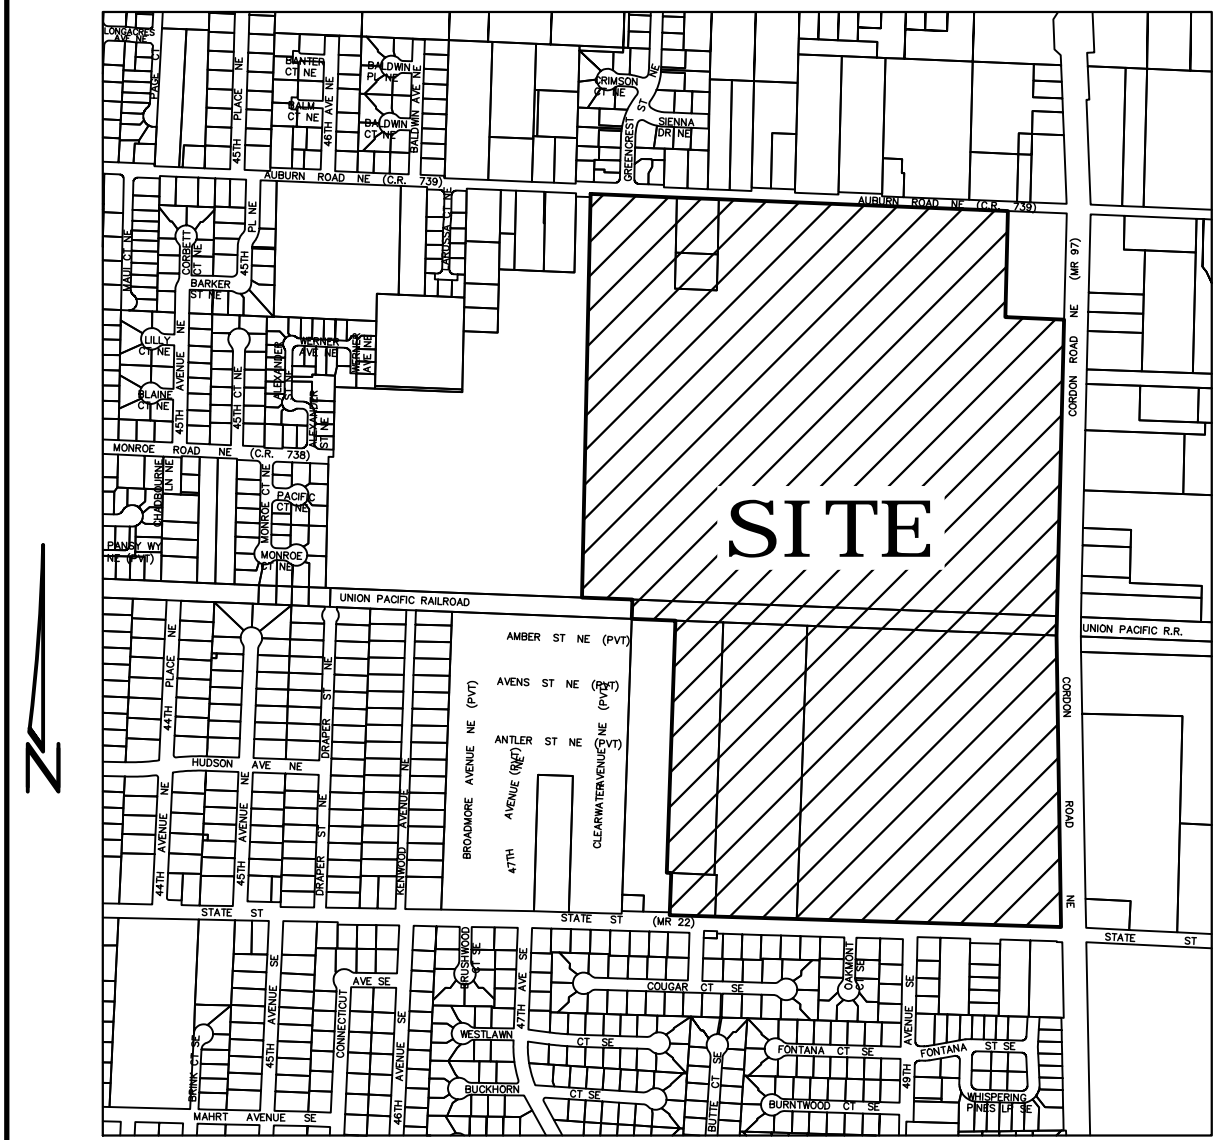 LONGACRES
AVE NE
PAGE CT
45TH PLACE NE
BANTER
CT NE
BALM
CT NE
46TH AVE NE
BALDWIN
PL NE
BALDWIN
CT NE
BALDWIN AVE NE
CRIMSON
CT NE
GREENCREST ST NE
SIENNA
DR NE
AUBURN ROAD NE (C.R. 739)
AUBURN ROAD NE (C.R. 739)
MAUI CT NE
CORBETT
CT NE
45TH PL NE
BARKER
ST NE
LAROSSA CT NE
CORDON ROAD NE (MR 97)
LILLY
CT NE
BLAINE
CT NE
45TH AVENUE NE
45TH CT NE
ALEXANDER
ST NE
WERNER
AVE NE
WERNER
AVE NE
ALEXANDER
ST NE
MONROE ROAD NE (C.R. 738)
CHADBOURNE
LN NE
MONROE CT NE
PACIFIC
CT NE
PANSY WY
NE (PVT)
MONROE
CT NE
SITE
UNION PACIFIC RAILROAD
UNION PACIFIC R.R.
44TH PLACE NE
DRAPER ST NE
AMBER ST NE (PVT)
AVENS ST NE (PVT)
ANTLER ST NE (PVT)
BROADMORE AVENUE NE (PVT)
47TH AVENUE NE (PVT)
CLEARWATER AVENUE NE (PVT)
CORDON ROAD NE
HUDSON AVE NE
44TH AVENUE NE
45TH AVENUE NE
DRAPER ST NE
KENWOOD AVENUE NE
STATE ST
STATE ST (MR 22)
STATE ST
BRINK CT SE
45TH AVENUE SE
CONNECTICUT
AVE SE
46TH AVENUE SE
BRUSHWOOD
CT SE
47TH AVE SE
COUGAR CT SE
OAKMONT
CT SE
49TH AVENUE SE
WESTLAWN CT SE
BUTTE CT SE
FONTANA CT SE
FONTANA ST SE
BUCKHORN CT SE
BURNTWOOD CT SE
WHISPERING
PINES LP SE
MAHRT AVENUE SE
N